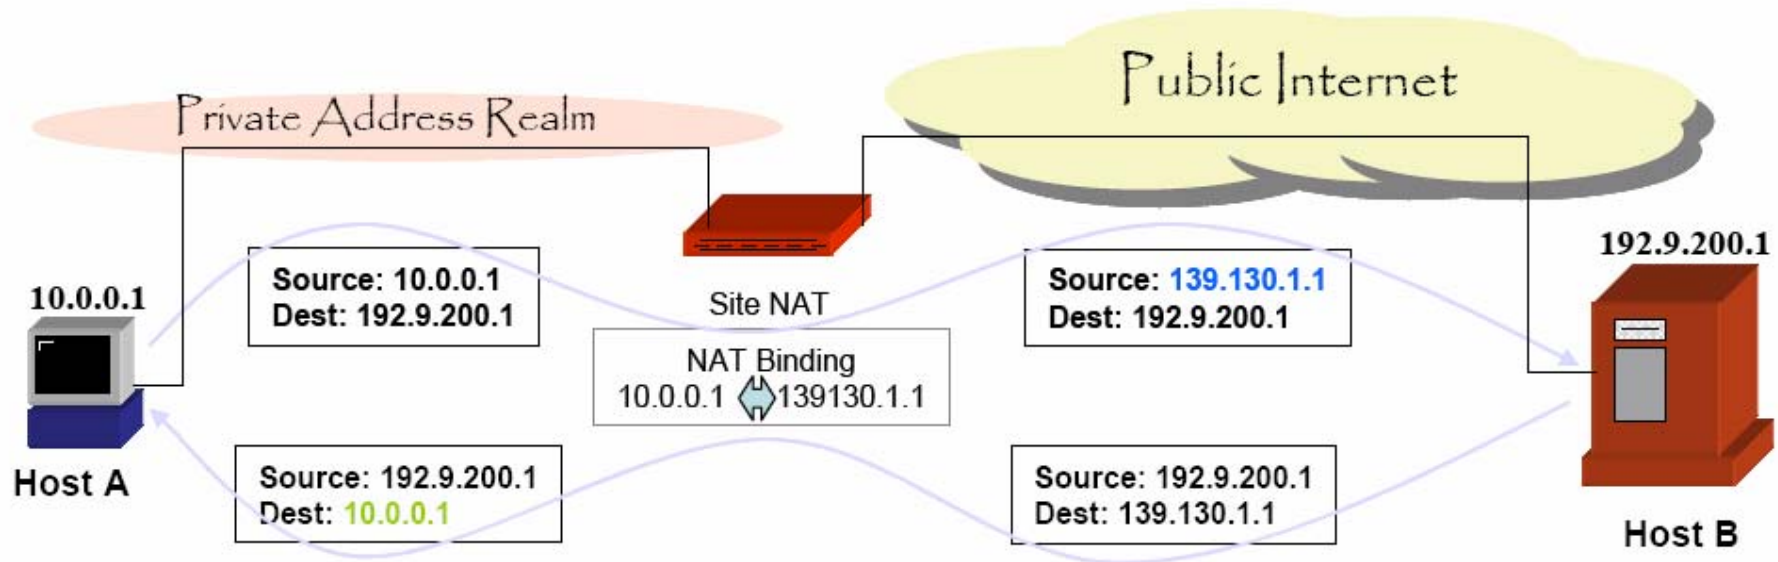 Private Address Realm
Public Internet
10.0.0.1
Source: 10.0.0.1
Dest: 192.9.200.1
Site NAT
Source: 139.130.1.1
Dest: 192.9.200.1
192.9.200.1
NAT Binding
10.0.0.1 139130.1.1
Host A
Source: 192.9.200.1
Dest: 10.0.0.1
Source: 192.9.200.1
Dest: 139.130.1.1
Host B